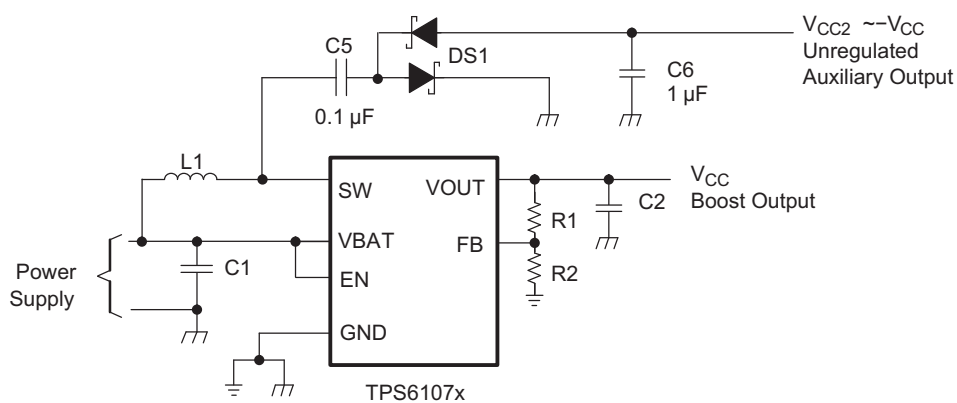 V_CC2 ~–V_CC
Unregulated
Auxiliary Output
C5
DS1
C6
1 µF
0.1 µF
L1
SW
VOUT
V_CC
Boost Output
C2
R1
VBAT
FB
Power
Supply
C1
EN
R2
GND
TPS6107x